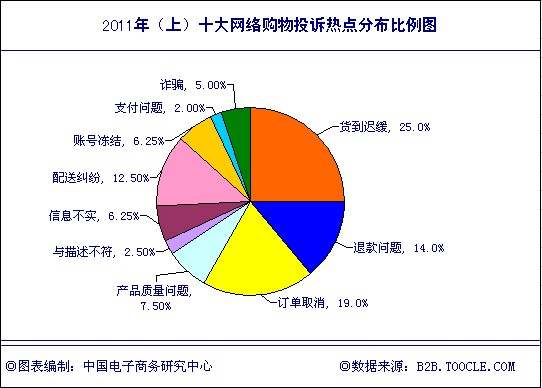 2011年（上）十大网络购物投诉热点分布比例图
诈骗, 5.00%
支付问题, 2.00%
账号冻结, 6.25%
配送纠纷, 12.50%
信息不实, 6.25%
与描述不符, 2.50%
产品质量问题,
7.50%
货到迟缓, 25.0%
退款问题, 14.0%
订单取消, 19.0%
◎图表编制: 中国电子商务研究中心
◎数据来源: B2B.TOOCLE.COM